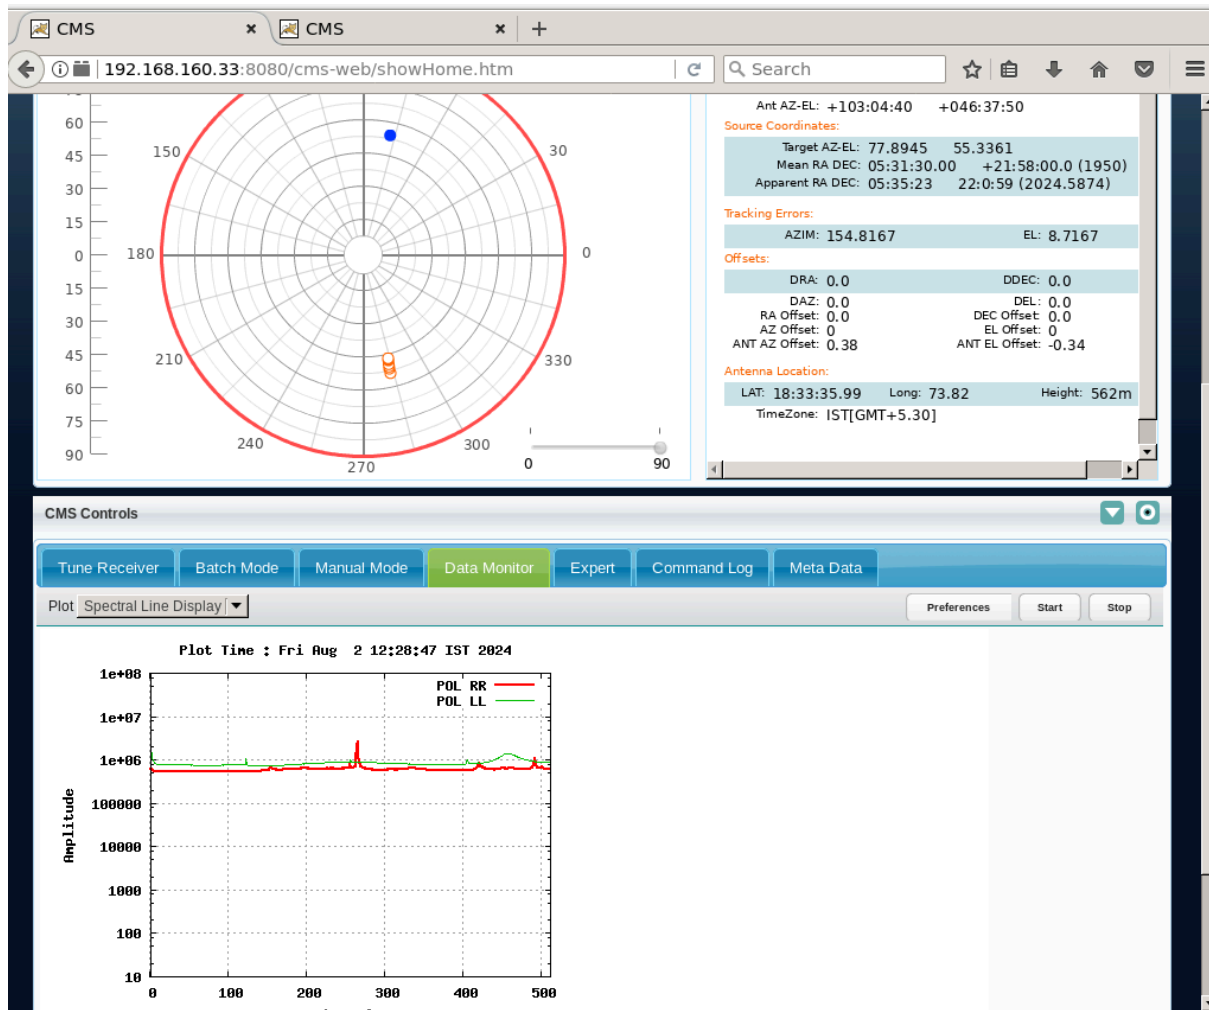 CMS × CMS × +
192.168.160.33:8080/cms-web/showHome.htm Search
60
45
30
15
0
15
30
45
60
75
90
150 30
180 0
210 330
240 300
270
0 90
Ant AZ-EL: +103:04:40 +046:37:50
Source Coordinates:
Target AZ-EL: 77.8945 55.3361
Mean RA DEC: 05:31:30.00 +21:58:00.0 (1950)
Apparent RA DEC: 05:35:23 22:0:59 (2024.5874)
Tracking Errors:
AZIM: 154.8167 EL: 8.7167
Offsets:
DRA: 0.0 DDEC: 0.0
DAZ: 0.0 DEL: 0.0
RA Offset: 0.0 DEC Offset: 0.0
AZ Offset: 0 EL Offset: 0
ANT AZ Offset: 0.38 ANT EL Offset: -0.34
Antenna Location:
LAT: 18:33:35.99 Long: 73.82 Height: 562m
TimeZone: IST[GMT+5.30]
CMS Controls
Tune Receiver Batch Mode Manual Mode Data Monitor Expert Command Log Meta Data
Plot Spectral Line Display Preferences Start Stop
Plot Time : Fri Aug 2 12:28:47 IST 2024
POL RR
POL LL
1e+08
1e+07
1e+06
100000
10000
1000
100
10
Amplitude
0 100 200 300 400 500